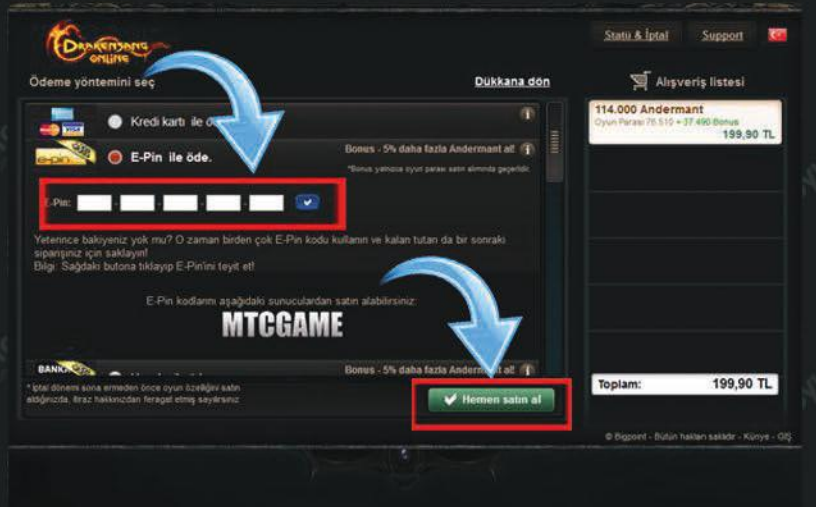 DRAKENSANG
ONLINE
Statü & İptal
Support
Ödeme yöntemini seç
Dükkana dön
Alışveriş listesi
Kredi kartı ile
VISA
114.000 Andermant
Oyun Parası 76.510 + 37.490 Bonus
199,90 TL
e-pin
E-Pin ile öde.
Bonus - 5% daha fazla Andermant al!
*Bonus yalnızca oyun parası satın alımında geçerlidir.
E-Pin:
Yeterince bakiyeniz yok mu? O zaman birden çok E-Pin kodu kullanın ve kalan tutarı da bir sonraki
siparişiniz için saklayın!
Bilgi: Sağdaki butona tıklayıp E-Pin'ini teyit et!
E-Pin kodlarını aşağıdaki sunuculardan satın alabilirsiniz:
MTCGAME
Bonus - 5% daha fazla al!
* İptal dönemi sona ermeden önce oyun özelliğini satın
aldığınızda, itiraz hakkınızdan feragat etmiş sayılırsınız
Hemen satın al
Toplam: 199,90 TL
© Bigpoint - Bütün hakları saklıdır - Künye -